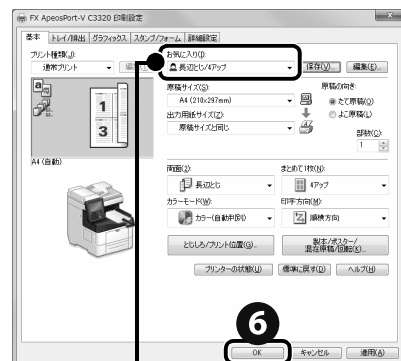 FX ApeosPort-V C3320 印刷設定
基本 トレイ/排出 グラフィックス スタンプ/フォーム 詳細設定
プリント種類(J): お気に入り(I):
通常プリント 長辺とじ/4アップ 保存(V)... 編集(E)...
原稿サイズ(S): 原稿の向き:
A4 (210x297mm) たて原稿(O)
出力用紙サイズ(Z): よこ原稿(L)
原稿サイズと同じ
部数(C):
1
1
3
A4 (自動)
両面(2): まとめて1枚(N):
長辺とじ 4アップ
カラーモード(W): 印字方向(M):
カラー(自動判別) 順横方向
とじしろ/プリント位置(G)... 製本/ポスター/
混在原稿/回転(K)...
プリンターの状態(U) 標準に戻す(D) ヘルプ(H)
6
OK キャンセル 適用(A)